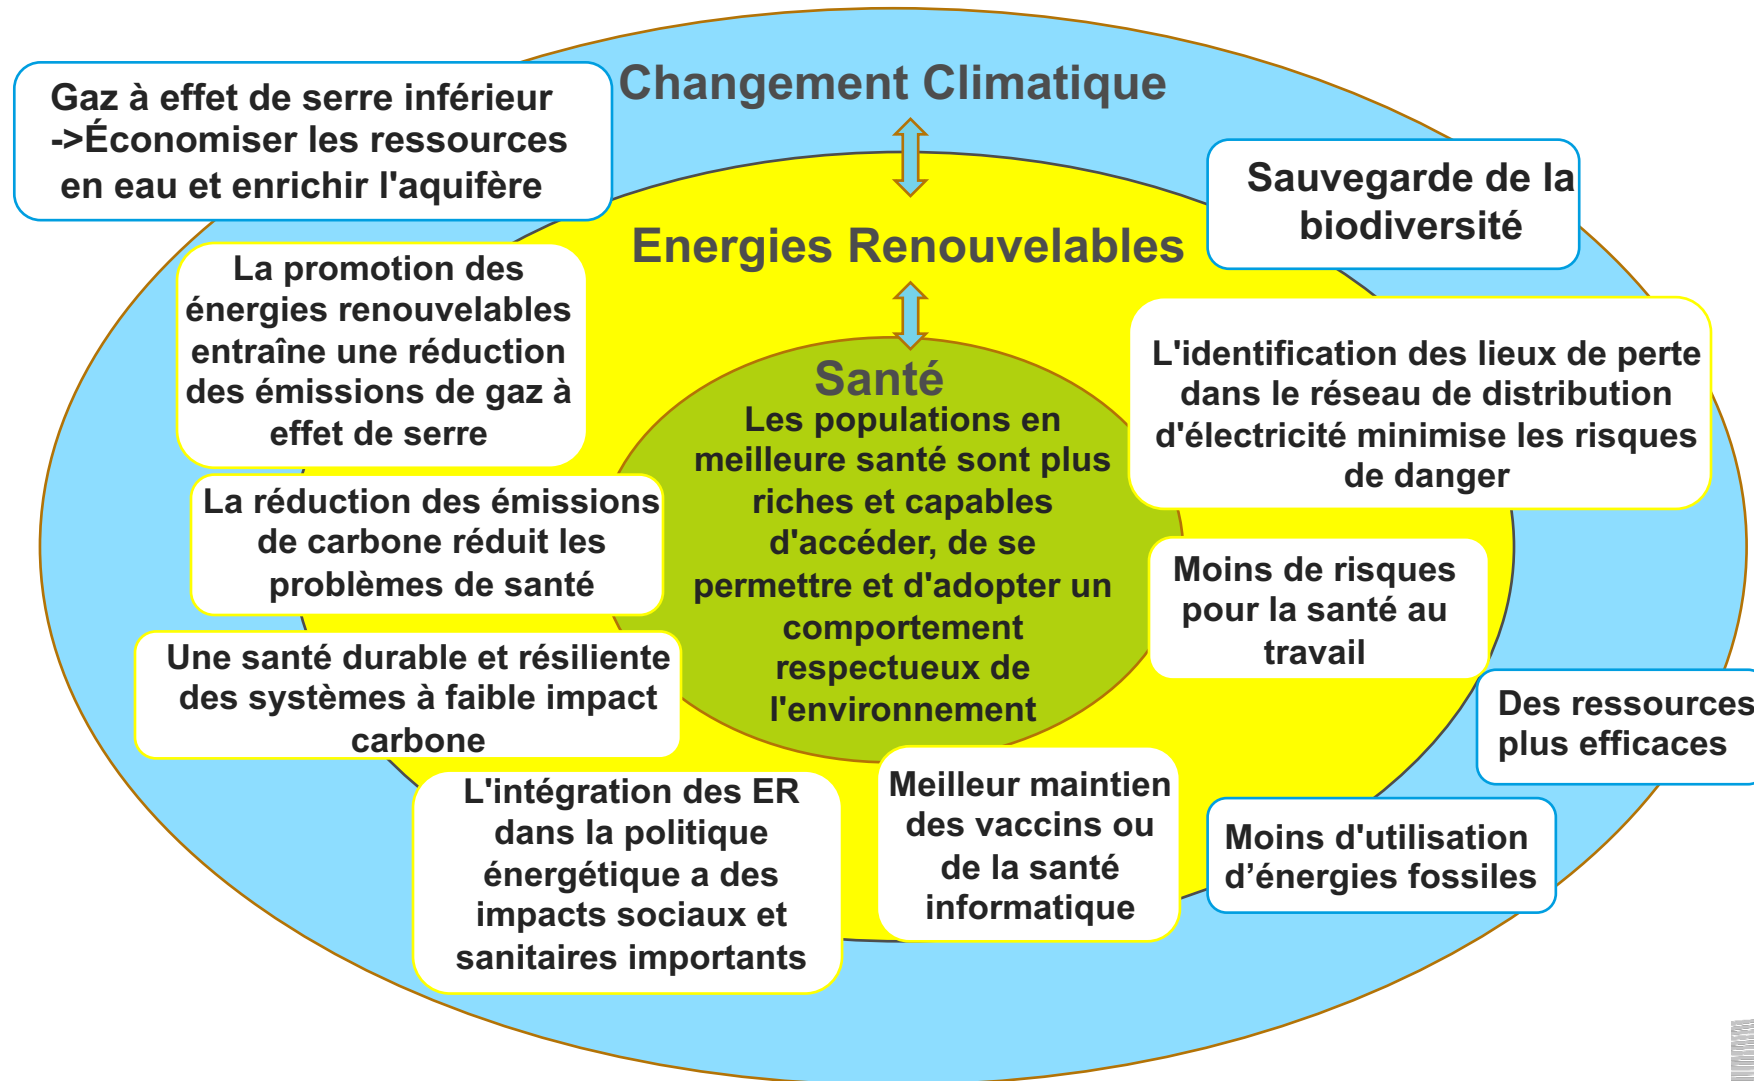 Changement Climatique
Gaz à effet de serre inférieur
->Économiser les ressources
en eau et enrichir l'aquifère
Sauvegarde de la
biodiversité
Energies Renouvelables
La promotion des
énergies renouvelables
entraîne une réduction
des émissions de gaz à
effet de serre
L'identification des lieux de perte
dans le réseau de distribution
d'électricité minimise les risques
de danger
Santé
Les populations en
meilleure santé sont plus
riches et capables
d'accéder, de se
permettre et d'adopter un
comportement
respectueux de
l'environnement
La réduction des émissions
de carbone réduit les
problèmes de santé
Moins de risques
pour la santé au
travail
Une santé durable et résiliente
des systèmes à faible impact
carbone
Des ressources
plus efficaces
L'intégration des ER
dans la politique
énergétique a des
impacts sociaux et
sanitaires importants
Meilleur maintien
des vaccins ou
de la santé
informatique
Moins d'utilisation
d’énergies fossiles